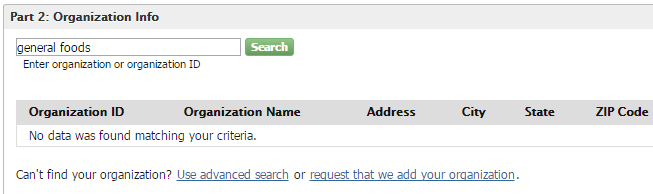 Part 2: Organization Info
general foods Search
Enter organization or organization ID
Organization ID Organization Name Address City State ZIP Code
No data was found matching your criteria.
Can't find your organization? Use advanced search or request that we add your organization.